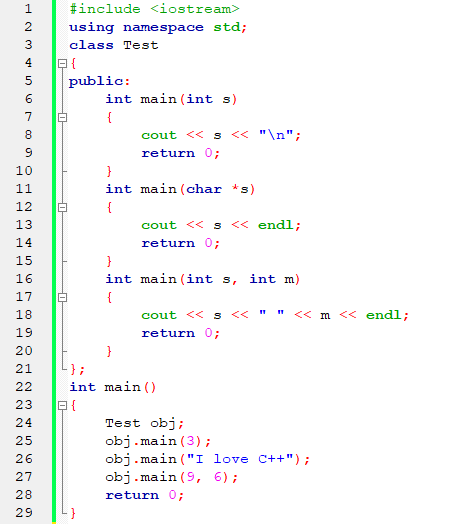 1 #include <iostream>
2 using namespace std;
3 class Test
4 {
5 public:
6     int main(int s)
7     {
8         cout << s << "\n";
9         return 0;
10     }
11     int main(char *s)
12     {
13         cout << s << endl;
14         return 0;
15     }
16     int main(int s, int m)
17     {
18         cout << s << " " << m << endl;
19         return 0;
20     }
21 };
22 int main()
23 {
24     Test obj;
25     obj.main(3);
26     obj.main("I love C++");
27     obj.main(9, 6);
28     return 0;
29 }